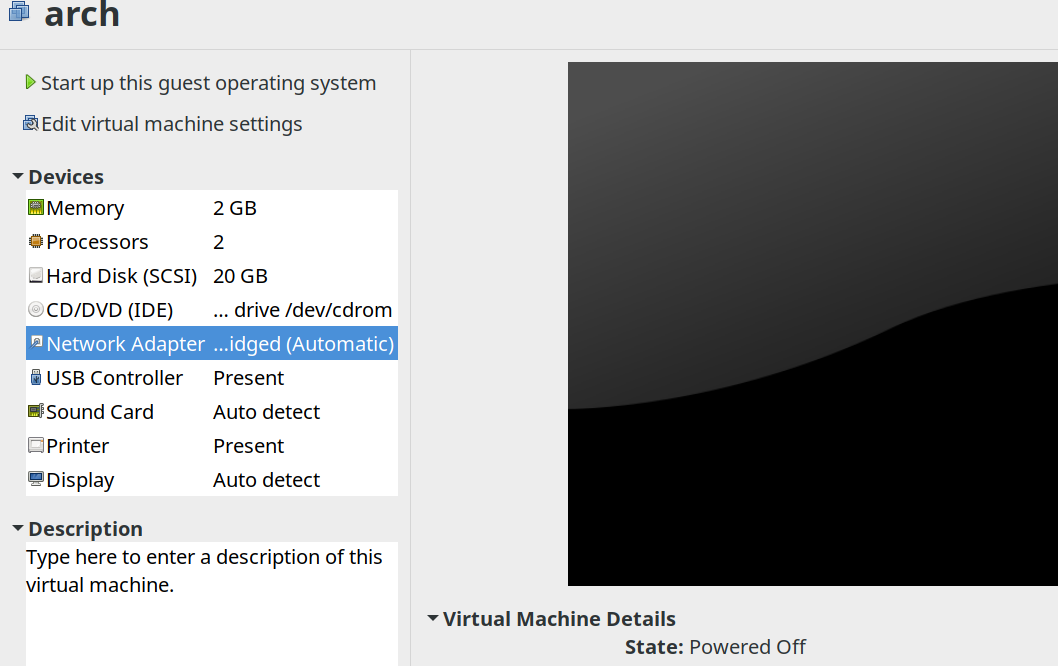 arch
Start up this guest operating system
Edit virtual machine settings
Devices
Memory 2 GB
Processors 2
Hard Disk (SCSI) 20 GB
CD/DVD (IDE) ... drive /dev/cdrom
Network Adapter ...idged (Automatic)
USB Controller Present
Sound Card Auto detect
Printer Present
Display Auto detect
Description
Type here to enter a description of this
virtual machine.
Virtual Machine Details
State: Powered Off